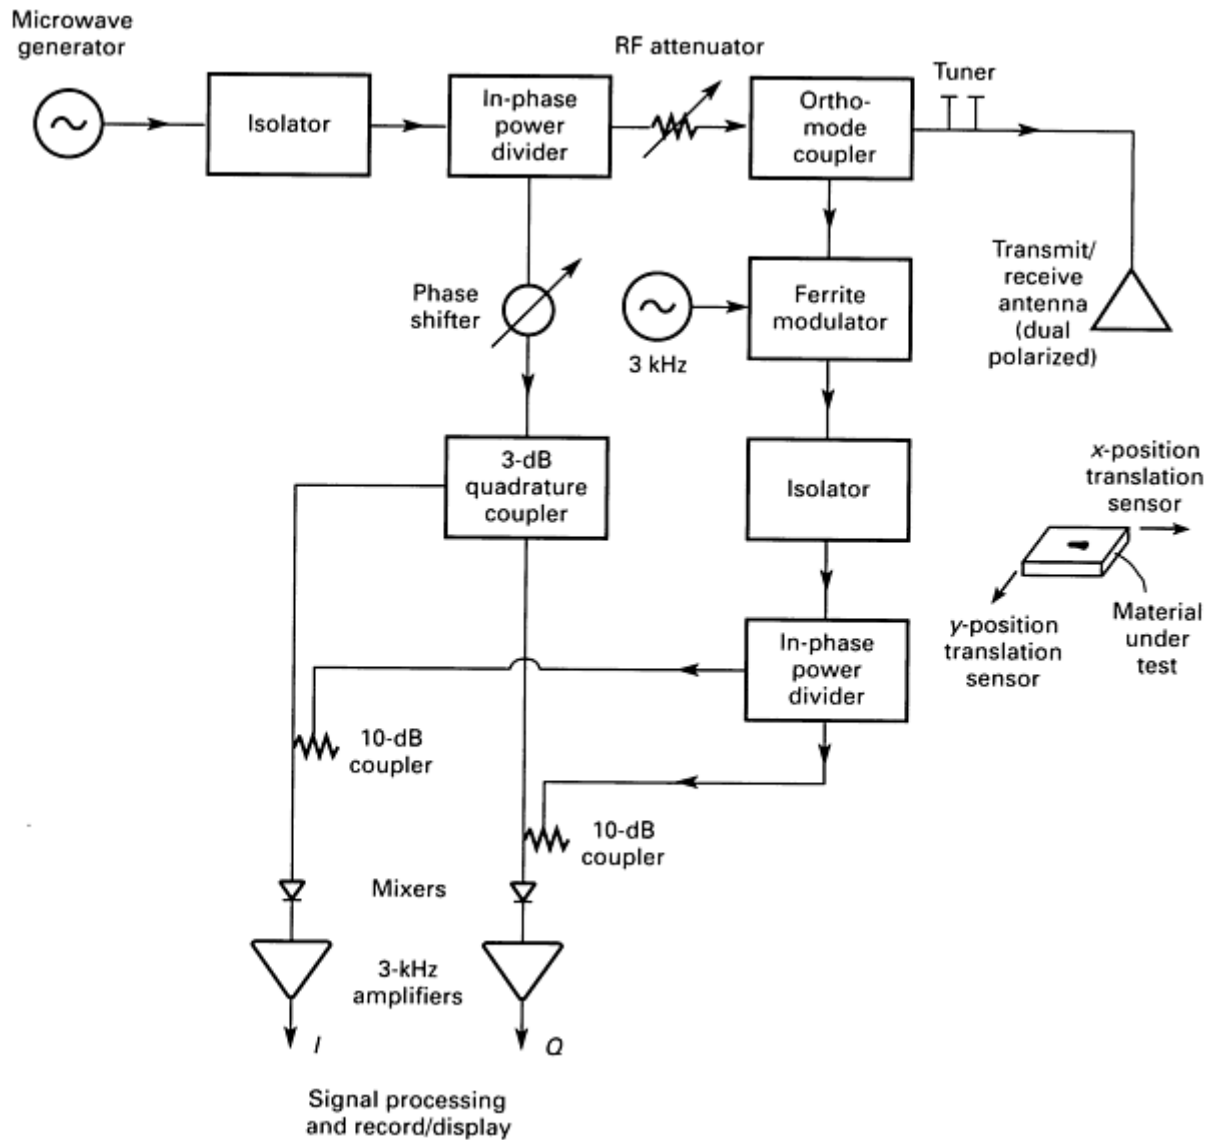 Microwave
generator
Isolator
In-phase
power
divider
RF attenuator
Ortho-
mode
coupler
Tuner
Transmit/
receive
antenna
(dual
polarized)
Phase
shifter
3 kHz
Ferrite
modulator
3-dB
quadrature
coupler
Isolator
x-position
translation
sensor
y-position
translation
sensor
Material
under
test
In-phase
power
divider
10-dB
coupler
10-dB
coupler
Mixers
3-kHz
amplifiers
I
Q
Signal processing
and record/display